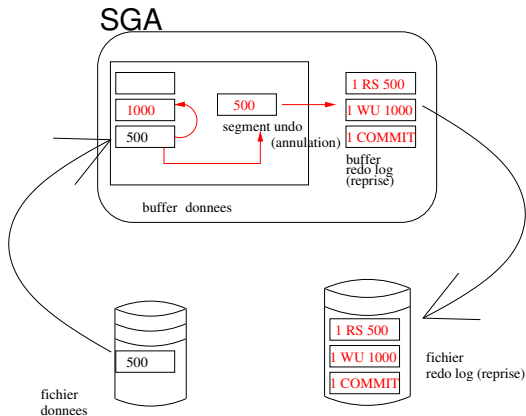 SGA
1000
500
500
segment undo
(annulation)
1 RS 500
1 WU 1000
1 COMMIT
buffer
redo log
(reprise)
buffer donnees
500
fichier
donnees
1 RS 500
1 WU 1000
1 COMMIT
fichier
redo log (reprise)